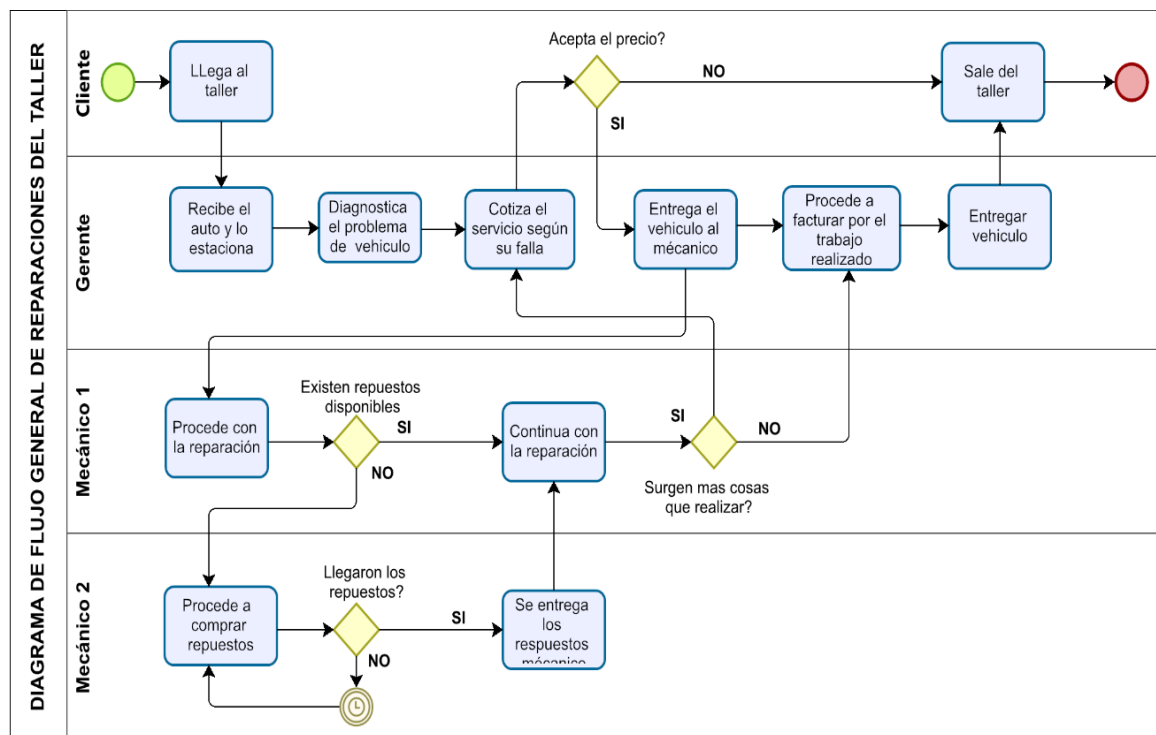 DIAGRAMA DE FLUJO GENERAL DE REPARACIONES DEL TALLER
Cliente
LLega al
taller
Acepta el precio?
NO
SI
Sale del
taller
Gerente
Recibe el
auto y lo
estaciona
Diagnostica
el problema
de vehiculo
Cotiza el
servicio según
su falla
Entrega el
vehiculo al
mécanico
Procede a
facturar por el
trabajo
realizado
Entregar
vehiculo
Mecánico 1
Procede con
la reparación
Existen repuestos
disponibles
SI
NO
Continua con
la reparación
SI
NO
Surgen mas cosas
que realizar?
Mecánico 2
Procede a
comprar
repuestos
Llegaron los
repuestos?
SI
NO
Se entrega
los
respuestos
mécanico